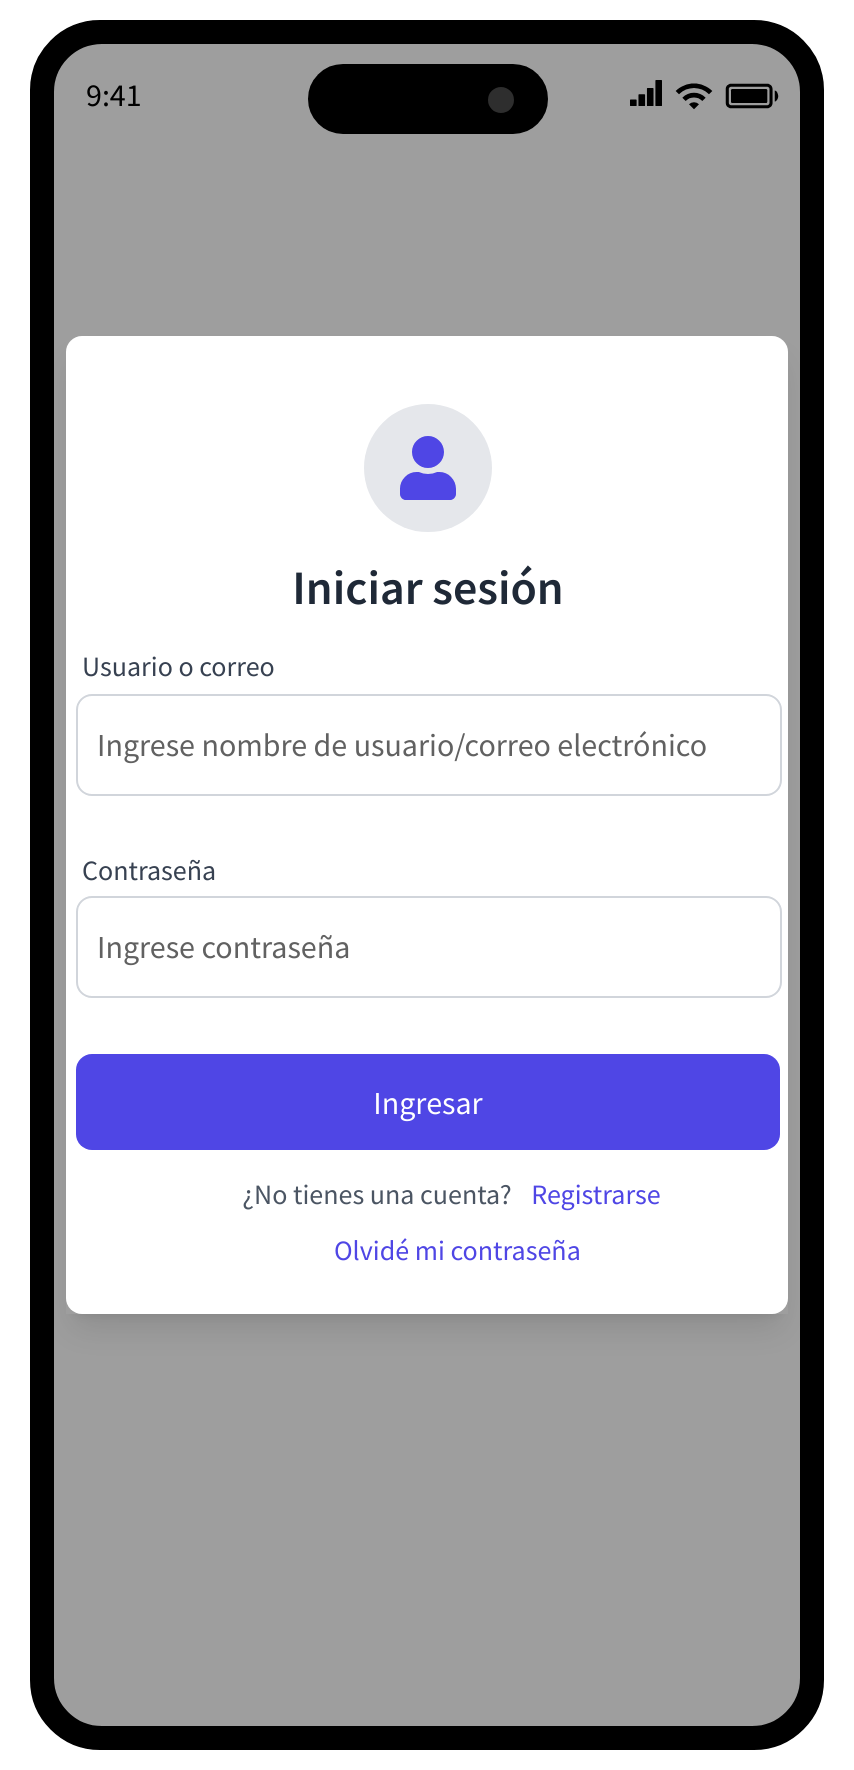 9:41
Iniciar sesión
Usuario o correo
Ingrese nombre de usuario/correo electrónico
Contraseña
Ingrese contraseña
Ingresar
¿No tienes una cuenta? Registrarse
Olvidé mi contraseña